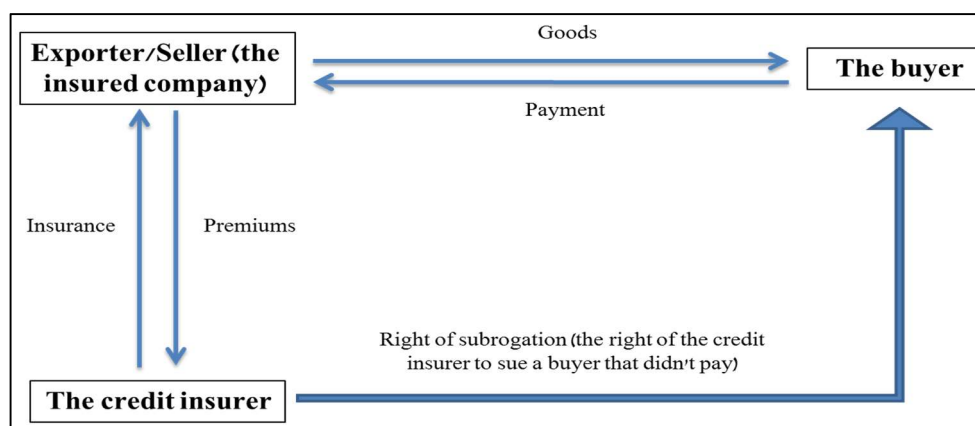 Goods
Exporter/Seller (the
insured company)
The buyer
Payment
Insurance
Premiums
Right of subrogation (the right of the credit
insurer to sue a buyer that didn't pay)
The credit insurer